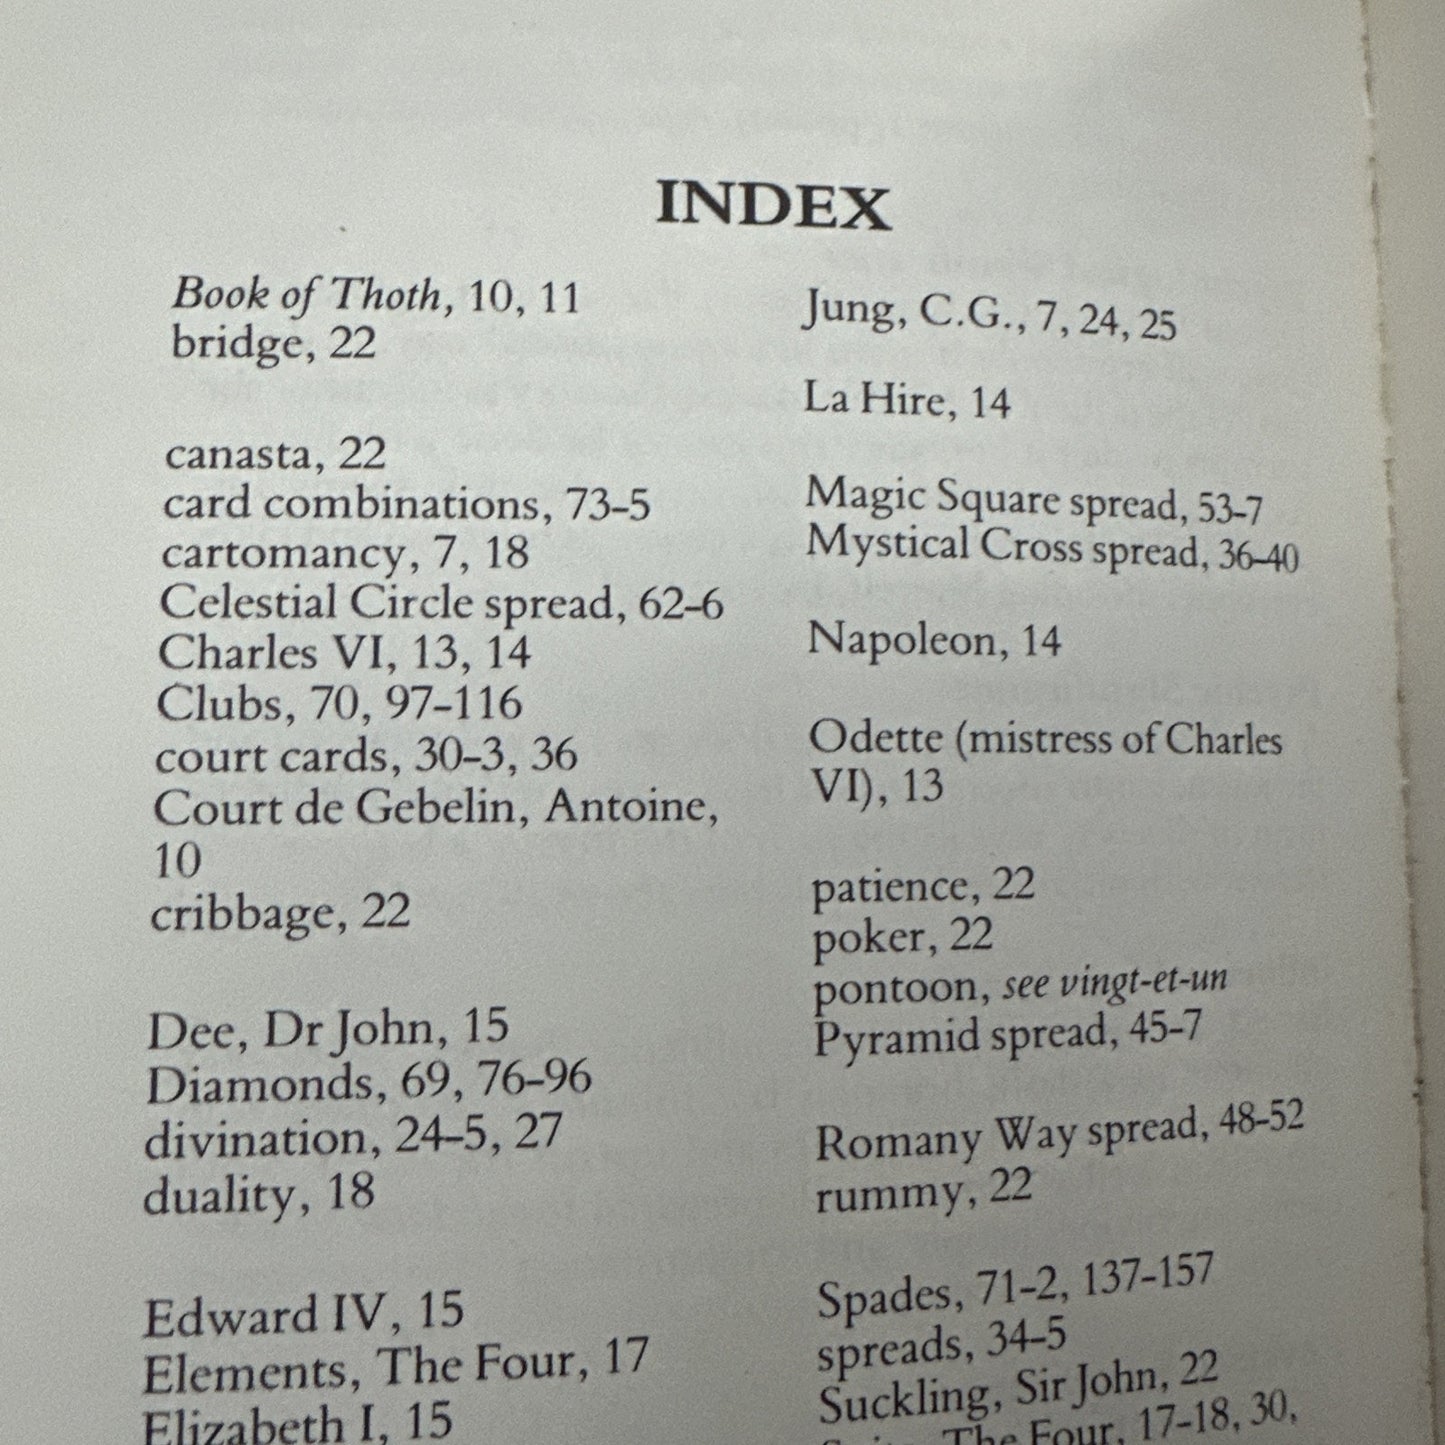 INDEX
Book of Thoth, 10, 11
bridge, 22
canasta, 22
card combinations, 73–5
cartomancy, 7, 18
Celestial Circle spread, 62–6
Charles VI, 13, 14
Clubs, 70, 97–116
court cards, 30–3, 36
Court de Gebelin, Antoine,
10
cribbage, 22
Dee, Dr John, 15
Diamonds, 69, 76–96
divination, 24–5, 27
duality, 18
Edward IV, 15
Elements, The Four, 17
Elizabeth I, 15
Jung, C.G., 7, 24, 25
La Hire, 14
Magic Square spread, 53–7
Mystical Cross spread, 36–40
Napoleon, 14
Odette (mistress of Charles
VI), 13
patience, 22
poker, 22
pontoon, see vingt-et-un
Pyramid spread, 45–7
Romany Way spread, 48–52
rummy, 22
Spades, 71–2, 137–157
spreads, 34–5
Suckling, Sir John, 22
The Four, 17–18, 30,